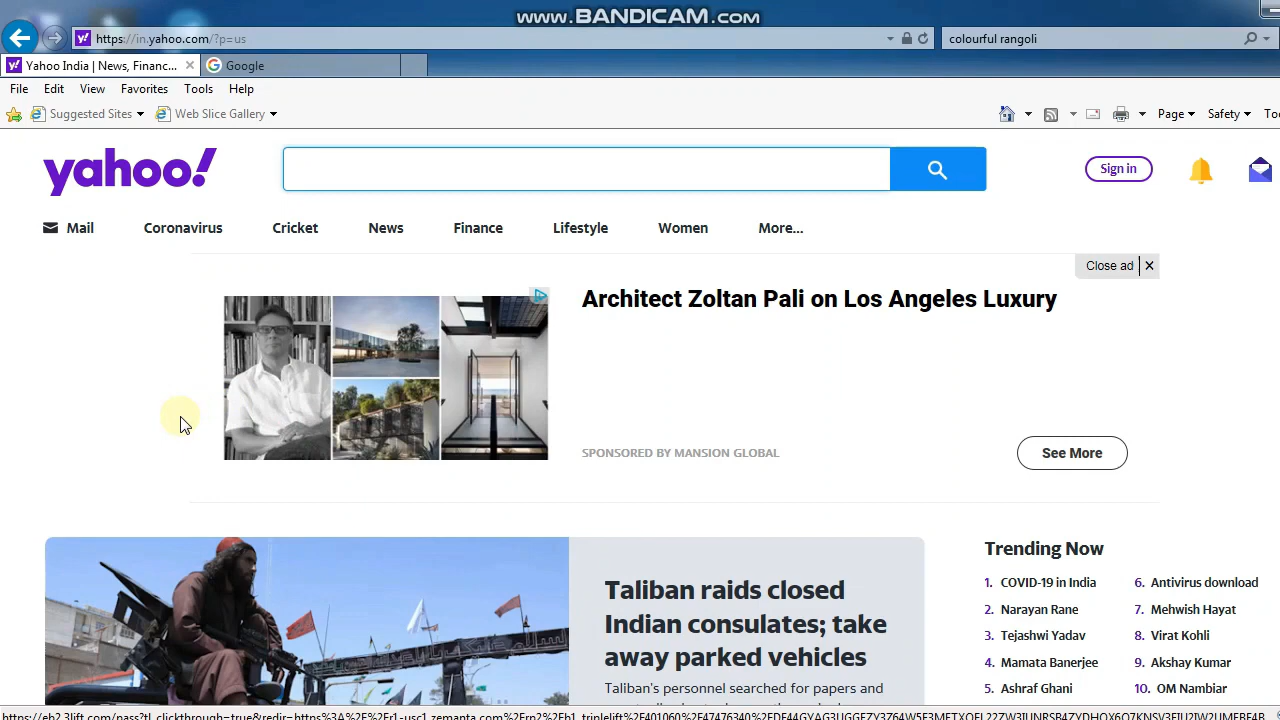 www.BANDICAM.com
https://in.yahoo.com/?p=us
colourful rangoli
Yahoo India | News, Financ...
Google
File Edit View Favorites Tools Help
Suggested Sites Web Slice Gallery Page Safety
yahoo!
Sign in
Mail Coronavirus Cricket News Finance Lifestyle Women More...
Close ad X
Architect Zoltan Pali on Los Angeles Luxury
SPONSORED BY MANSION GLOBAL
See More
Taliban raids closed
Indian consulates; take
away parked vehicles
Taliban's personnel searched for papers and
Trending Now
1. COVID-19 in India
2. Narayan Rane
3. Tejashwi Yadav
4. Mamata Banerjee
5. Ashraf Ghani
6. Antivirus download
7. Mehwish Hayat
8. Virat Kohli
9. Akshay Kumar
10. OM Nambiar